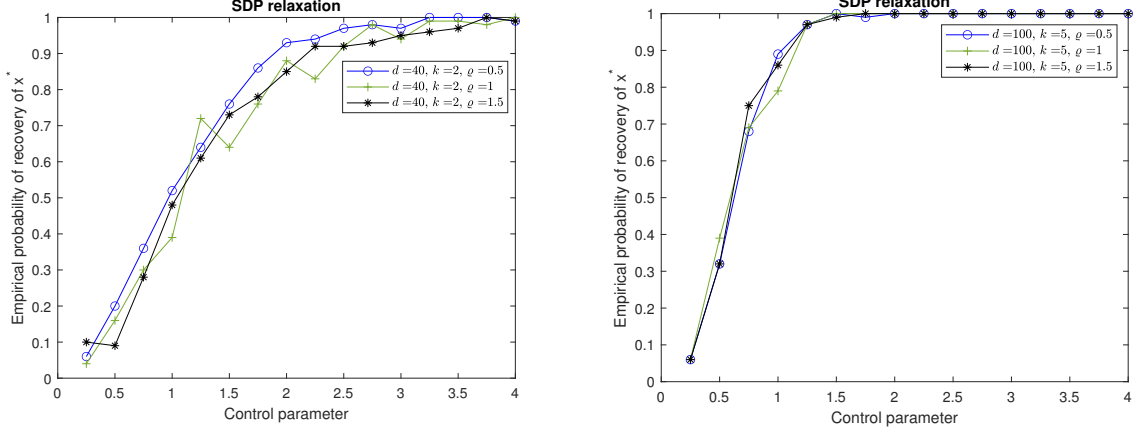 SDP relaxation
1
0.9
0.8
0.7
0.6
0.5
0.4
0.3
0.2
0.1
0
Empirical probability of recovery of x*
d =40, k =2, ϱ =0.5
d =40, k =2, ϱ =1
d =40, k =2, ϱ =1.5
0 0.5 1 1.5 2 2.5 3 3.5 4
Control parameter
SDP relaxation
1
0.9
0.8
0.7
0.6
0.5
0.4
0.3
0.2
0.1
0
Empirical probability of recovery of x*
d =100, k =5, ϱ =0.5
d =100, k =5, ϱ =1
d =100, k =5, ϱ =1.5
0 0.5 1 1.5 2 2.5 3 3.5 4
Control parameter